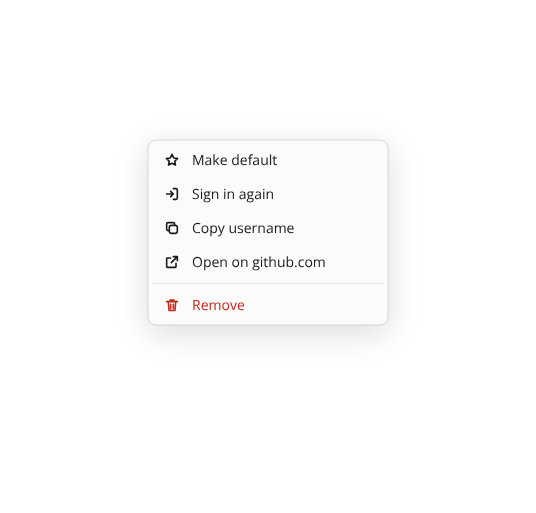 Make default
Sign in again
Copy username
Open on github.com
Remove